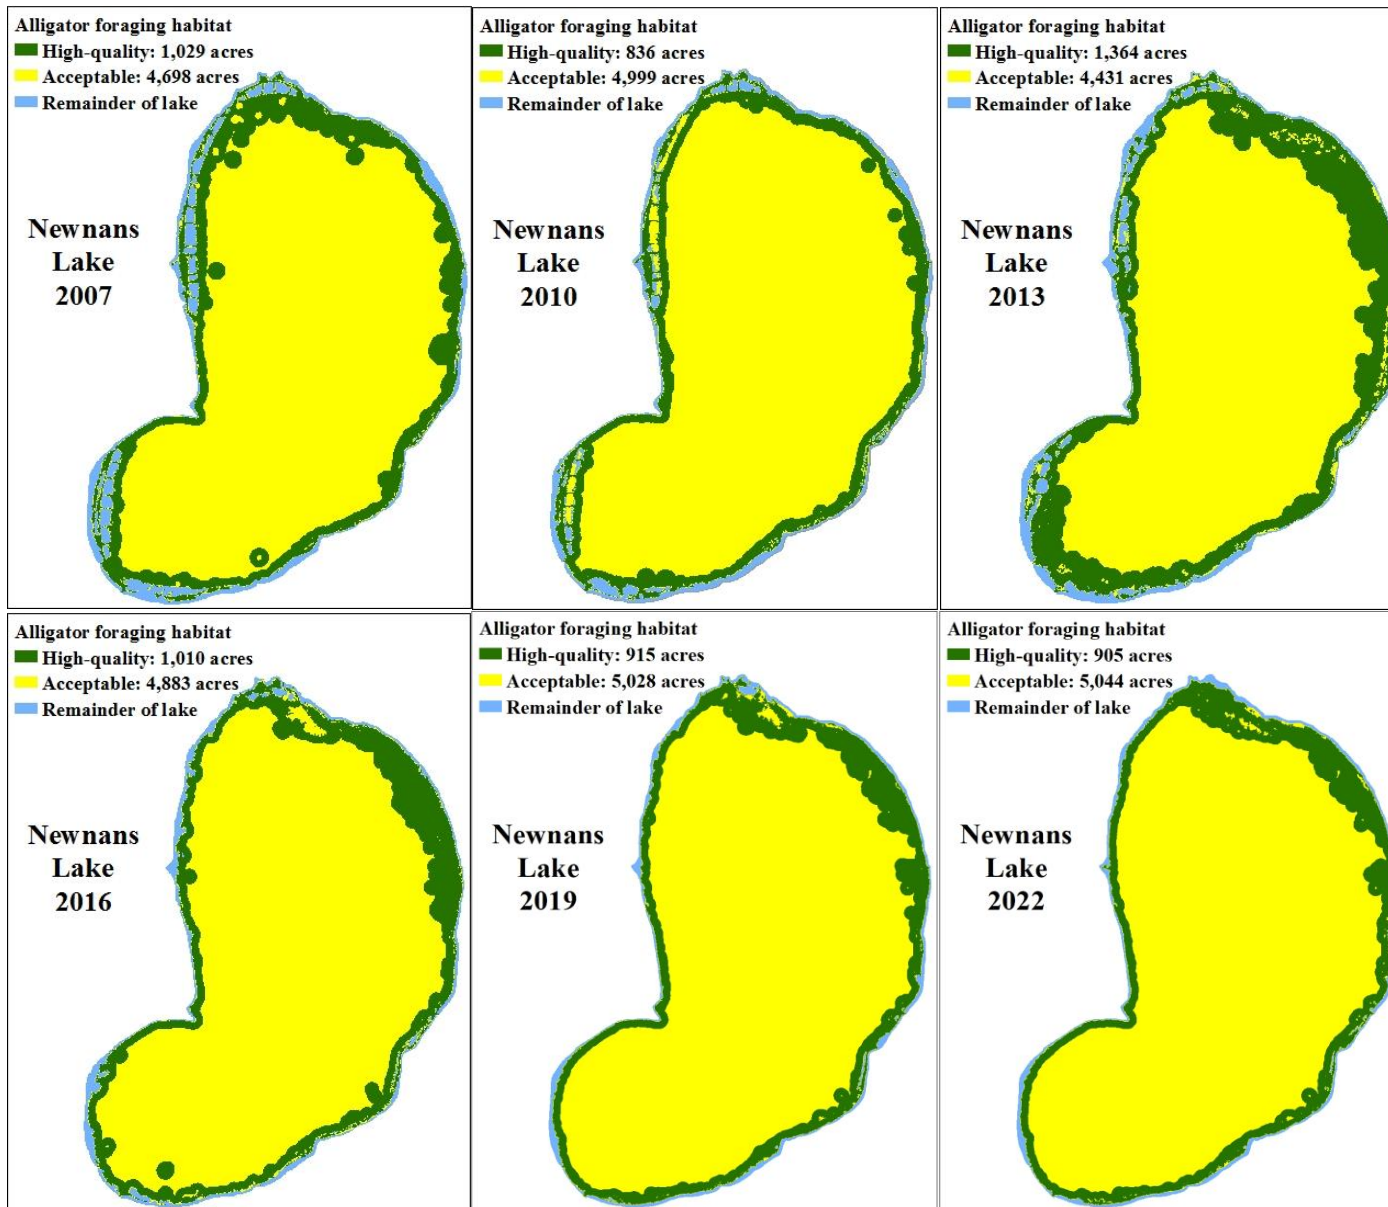 Alligator foraging habitat
High-quality: 1,029 acres
Acceptable: 4,698 acres
Remainder of lake
Newnans
Lake
2007
Alligator foraging habitat
High-quality: 836 acres
Acceptable: 4,999 acres
Remainder of lake
Newnans
Lake
2010
Alligator foraging habitat
High-quality: 1,364 acres
Acceptable: 4,431 acres
Remainder of lake
Newnans
Lake
2013
Alligator foraging habitat
High-quality: 1,010 acres
Acceptable: 4,883 acres
Remainder of lake
Newnans
Lake
2016
Alligator foraging habitat
High-quality: 915 acres
Acceptable: 5,028 acres
Remainder of lake
Newnans
Lake
2019
Alligator foraging habitat
High-quality: 905 acres
Acceptable: 5,044 acres
Remainder of lake
Newnans
Lake
2022